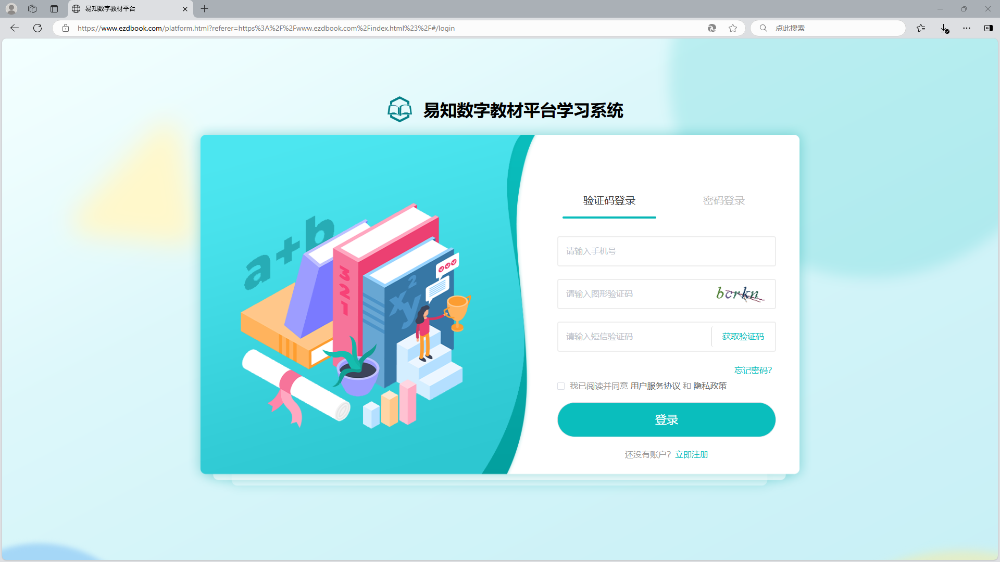 易知数字教材平台
https://www.ezdbook.com/platform.html?referer=https%3A%2F%2Fwww.ezdbook.com%2Findex.html%23%2F#/login
点此搜索
易知数字教材平台学习系统
a+b
321
xy2
验证码登录
密码登录
请输入手机号
请输入图形验证码
bcrkn
请输入短信验证码
获取验证码
忘记密码?
我已阅读并同意 用户服务协议 和 隐私政策
登录
还没有账户? 立即注册